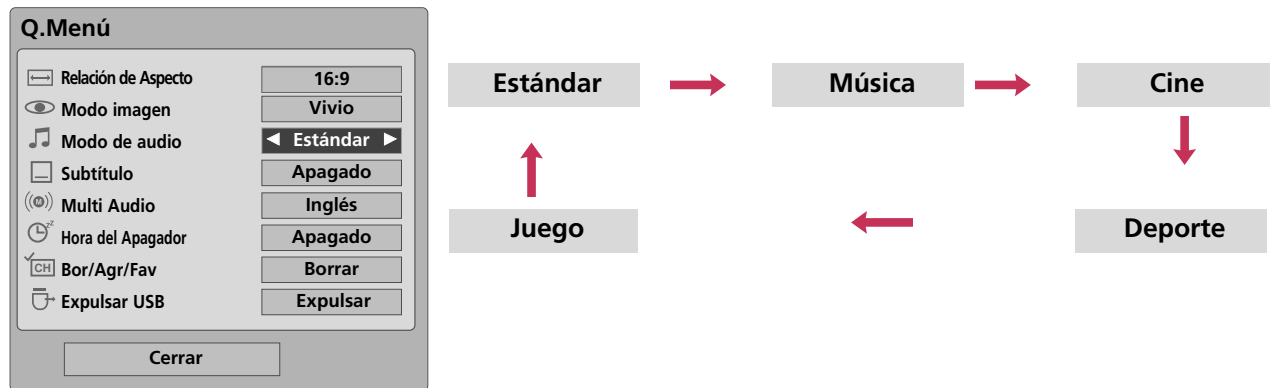 Q.Menú
Relación de Aspecto 16:9
Modo imagen Vivio
Modo de audio ◄ Estándar ►
Subtítulo Apagado
Multi Audio Inglés
Hora del Apagador Apagado
Bor/Agr/Fav Borrar
Expulsar USB Expulsar
Cerrar
Estándar Música Cine
Juego Deporte